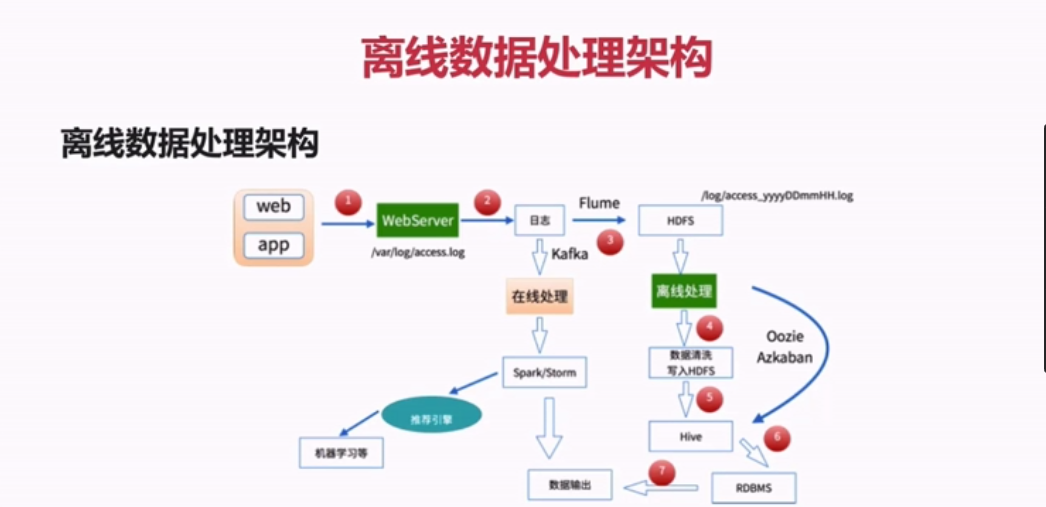 离线数据处理架构
离线数据处理架构
web
app
1
WebServer
/var/log/access.log
2
日志
Flume
3
/log/access_yyyyDDmmHH.log
HDFS
Kafka
在线处理
离线处理
4
Oozie
Azkaban
数据清洗
写入HDFS
Spark/Storm
5
推荐引擎
机器学习等
Hive
6
7
数据输出
RDBMS